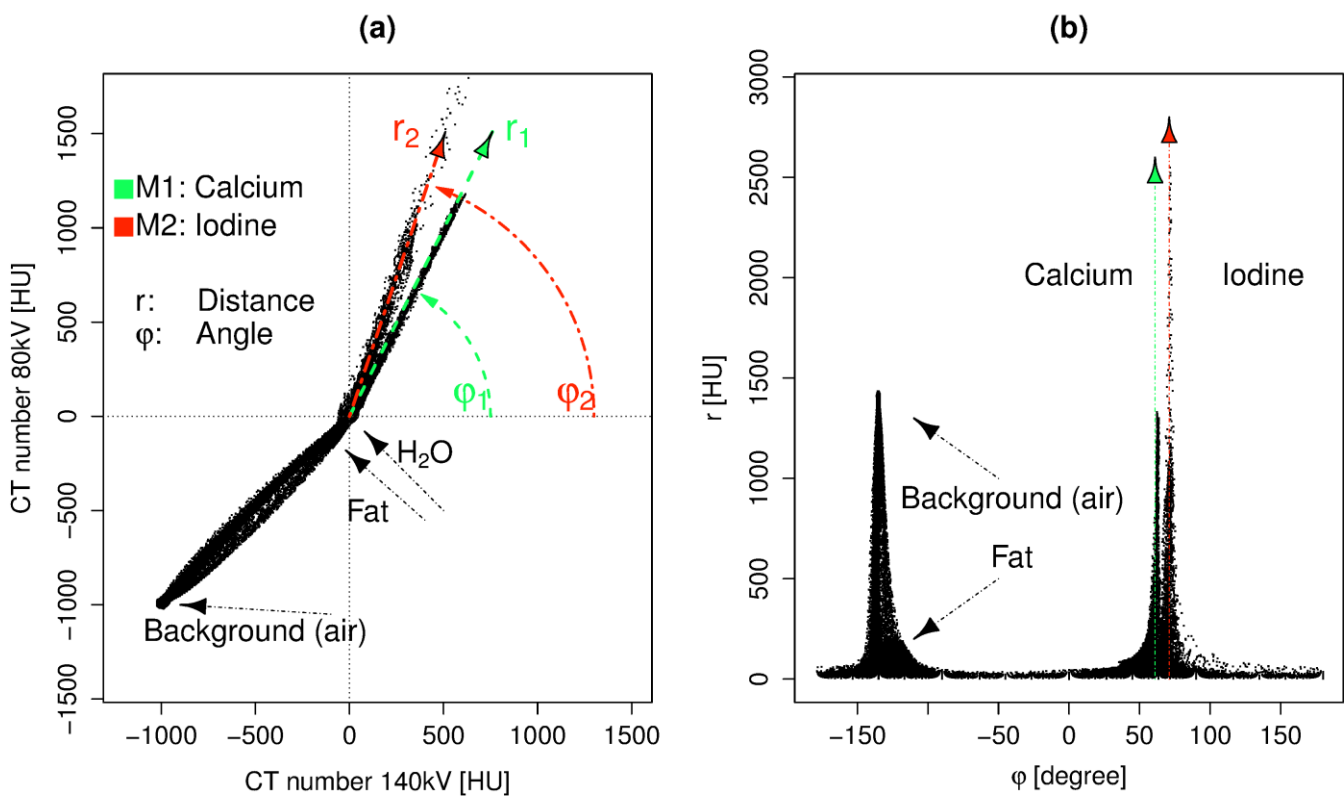 (a)
CT number 80kV [HU]
1500
1000
500
0
−500
−1000
−1500
r2
r1
M1: Calcium
M2: Iodine
r: Distance
φ: Angle
φ1
φ2
H2O
Fat
Background (air)
−1000 −500 0 500 1000 1500
CT number 140kV [HU]
(b)
r [HU]
3000
2500
2000
1500
1000
500
0
Calcium Iodine
Background (air)
Fat
−150 −50 0 50 100 150
φ [degree]